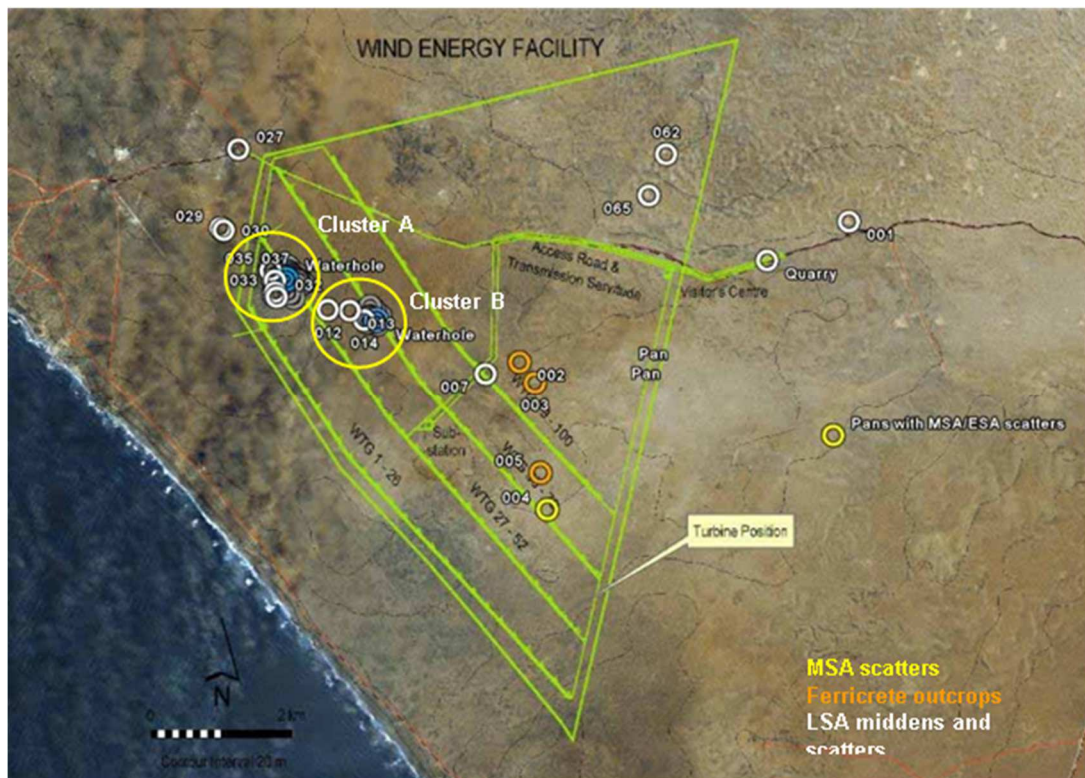 WIND ENERGY FACILITY
027
062
029
030
065
001
Cluster A
035
037
Waterhole
033
032
Access Road &
Transmission Servitude
Quarry
Visitor's Centre
Cluster B
012
013
014
Waterhole
007
002
003
Pan
Pan
- 100
Pans with MSA/ESA scatters
Sub-
station
005
004
WTG 1 - 26
WTG 27 - 52
Turbine Position
MSA scatters
Ferricrete outcrops
LSA middens and
scatters
N
0
2 km
Contour Interval 20 m